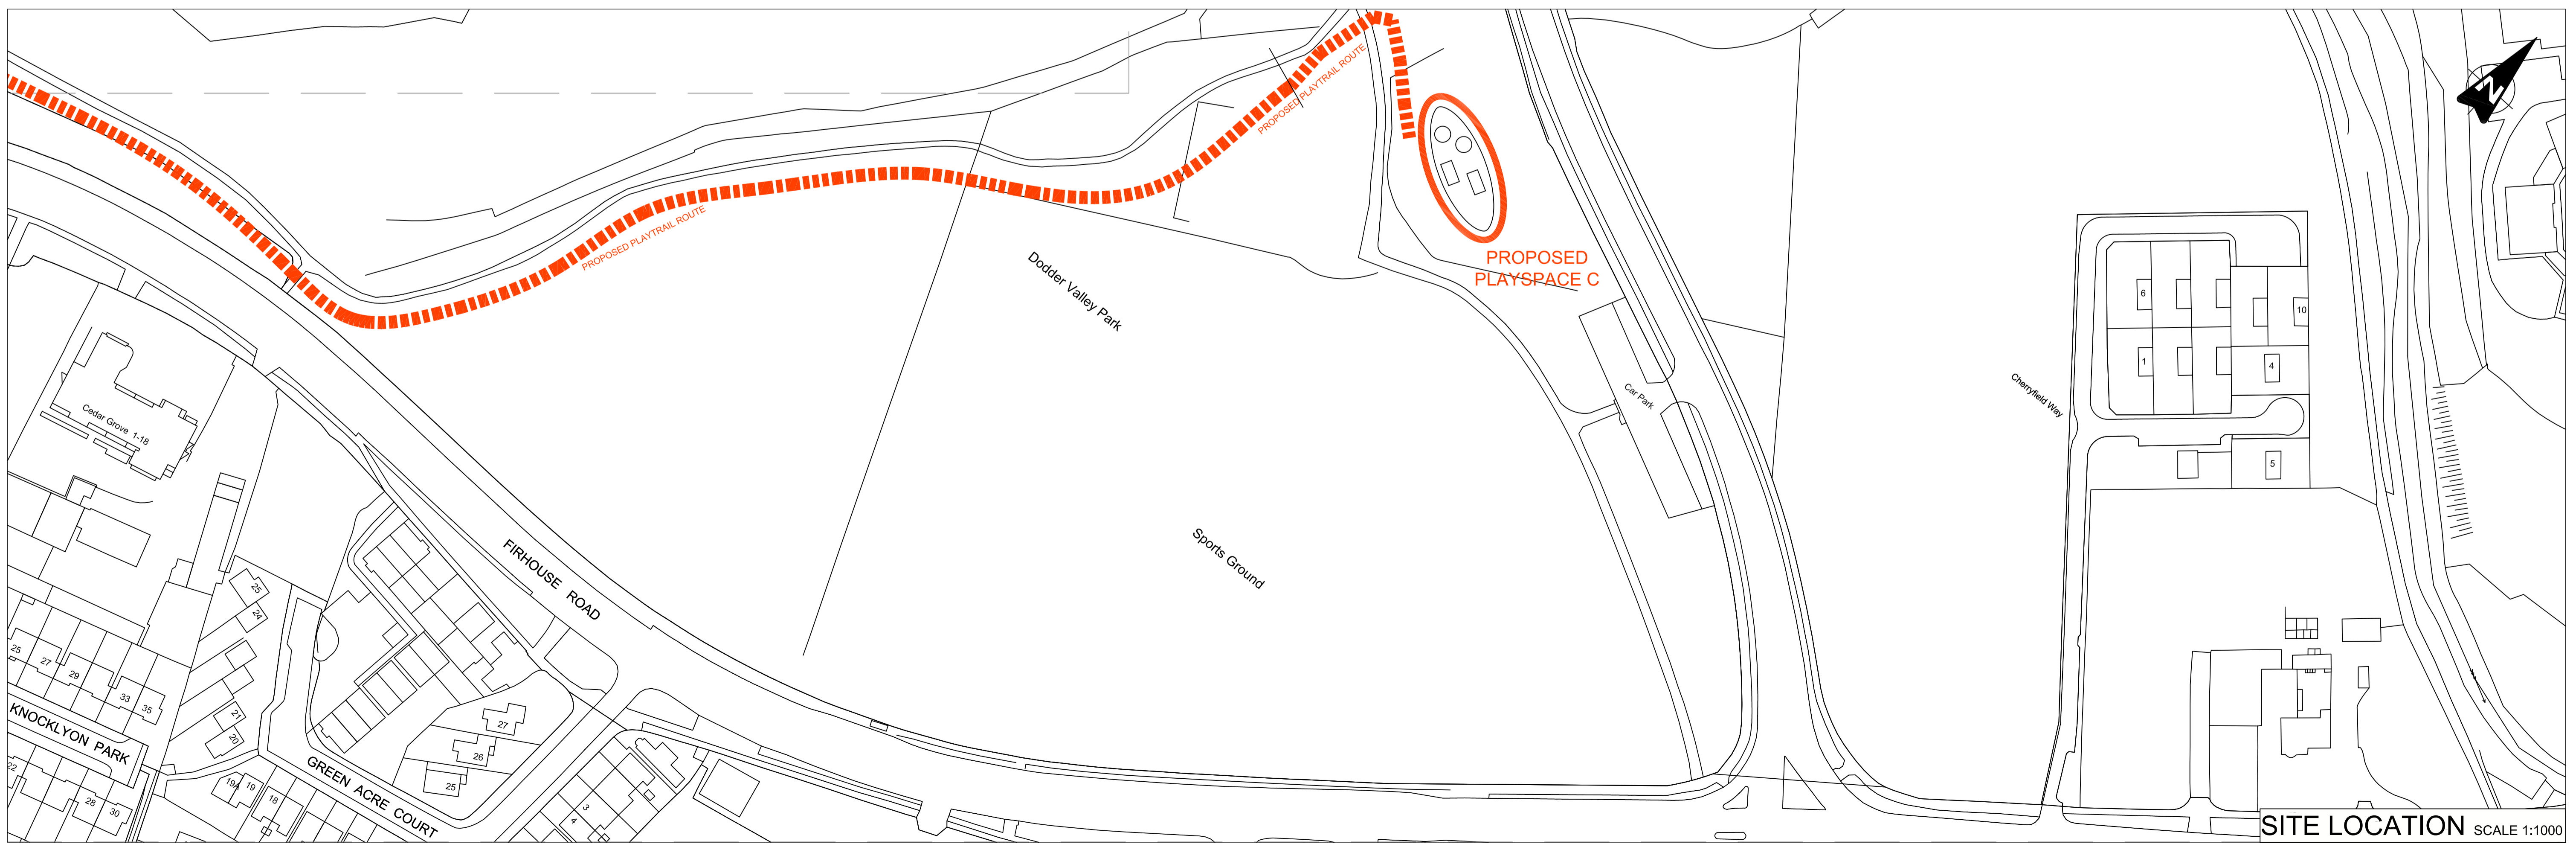 PROPOSED PLAYTRAIL ROUTE
PROPOSED PLAYTRAIL ROUTE
N
PROPOSED
PLAYSPACE C
Dodder Valley Park
Sports Ground
Car Park
Cherryfield Way
6
10
1
4
5
Cedar Grove 1-18
FIRHOUSE ROAD
25
24
25
27
29
33
35
21
20
KNOCKLYON PARK
22
28
30
19A
19
18
GREEN ACRE COURT
27
26
25
3
4
SITE LOCATION SCALE 1:1000